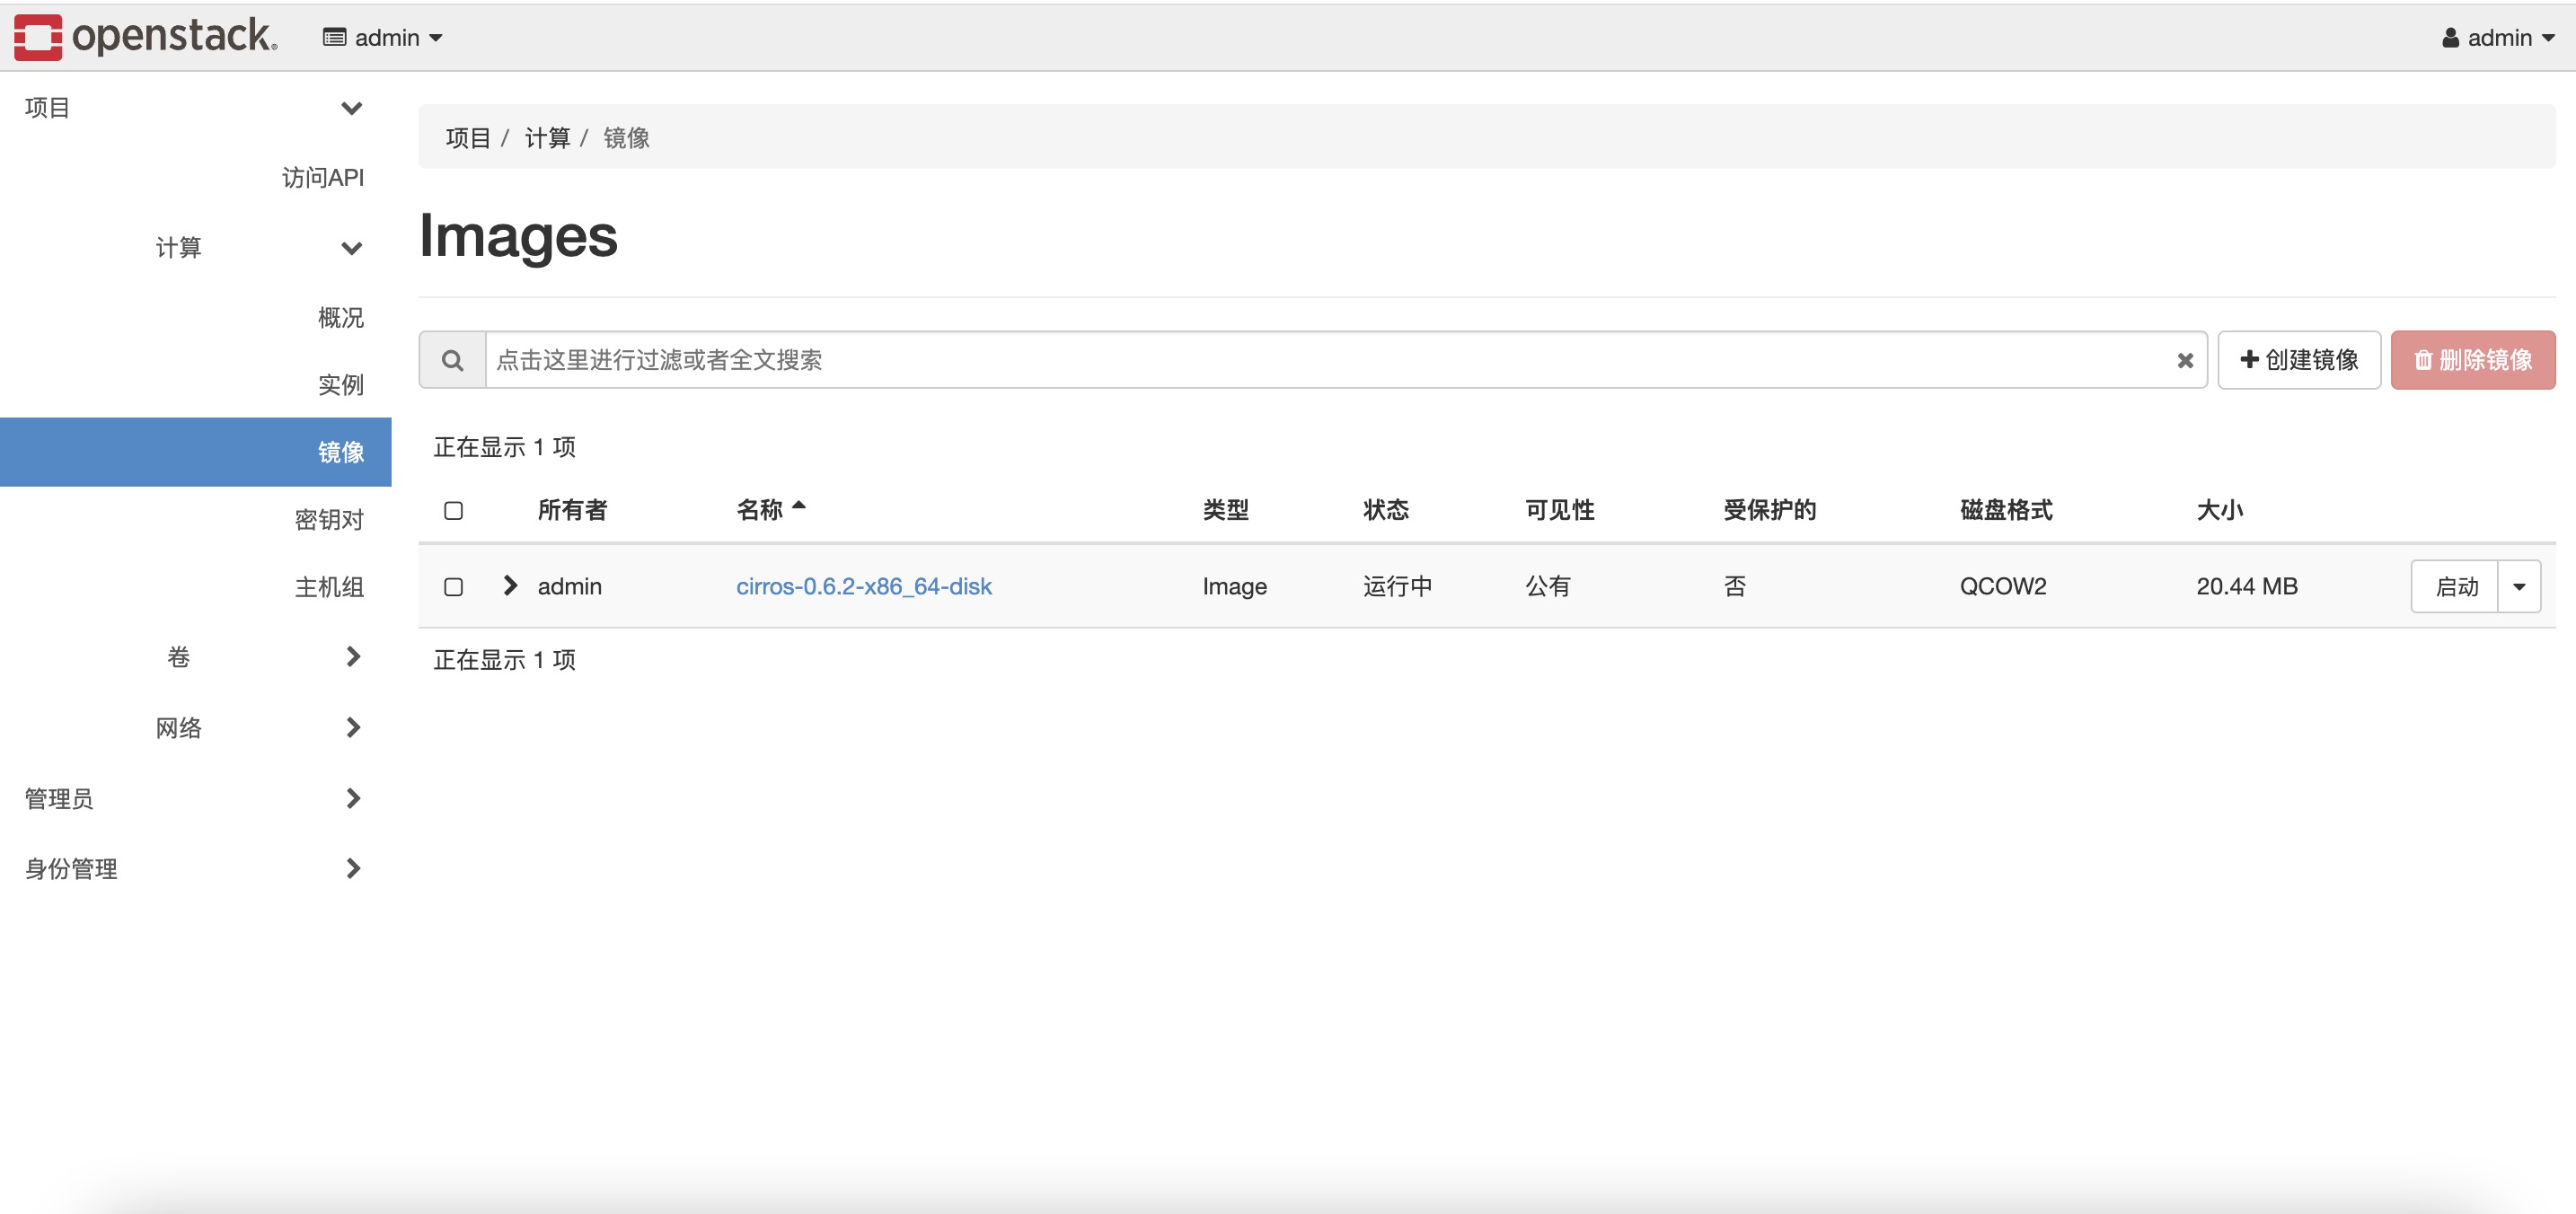 openstack. admin admin
项目
访问API
计算
概况
实例
镜像
密钥对
主机组
卷
网络
管理员
身份管理
项目 / 计算 / 镜像
Images
点击这里进行过滤或者全文搜索 创建镜像 删除镜像
正在显示 1 项
所有者 名称 类型 状态 可见性 受保护的 磁盘格式 大小
admin cirros-0.6.2-x86_64-disk Image 运行中 公有 否 QCOW2 20.44 MB 启动
正在显示 1 项